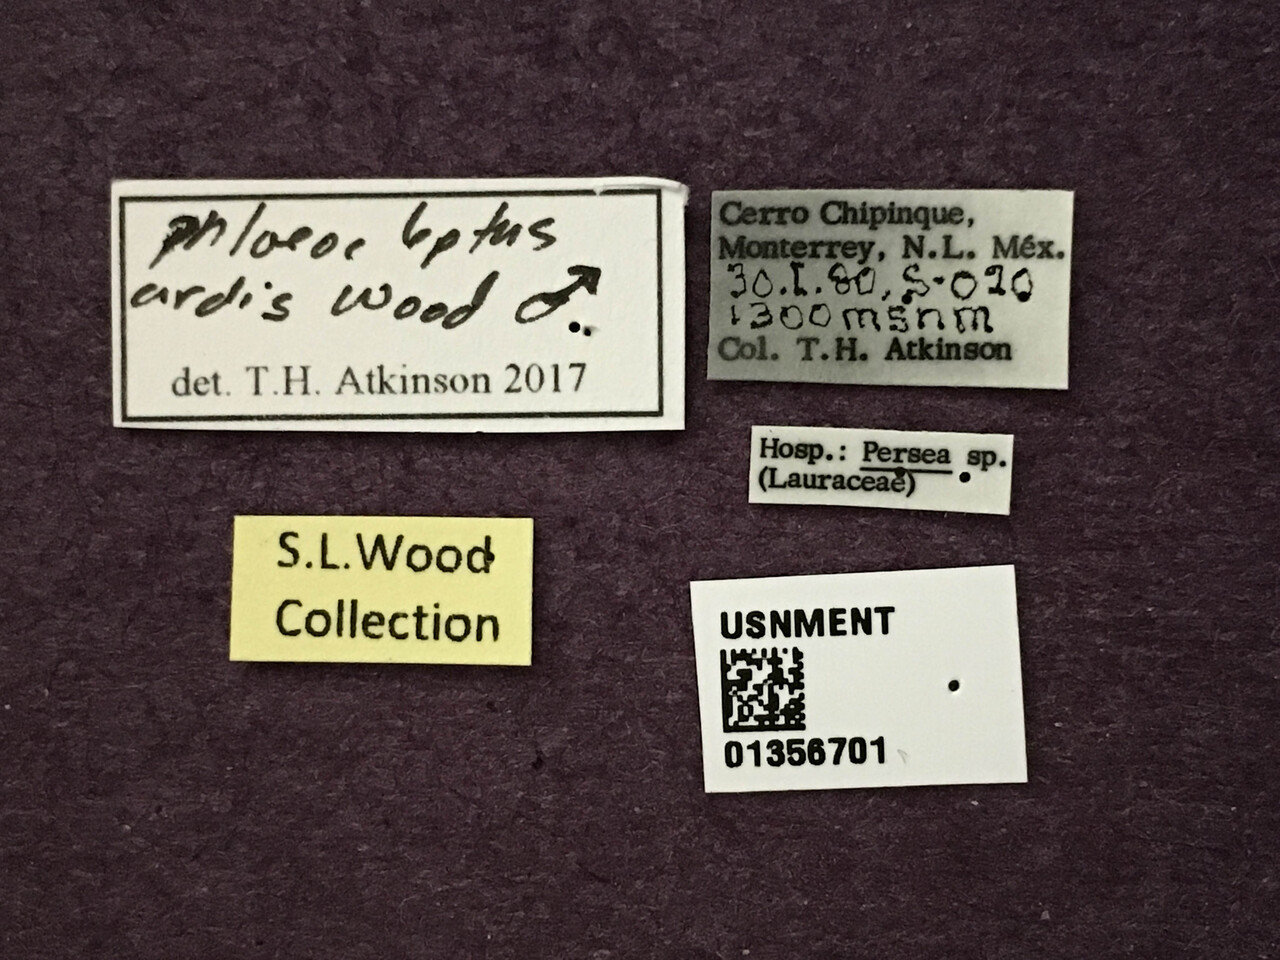 phloeocleptus
ardis Wood ♂
det. T.H. Atkinson 2017
Cerro Chipinque,
Monterrey, N.L. Méx.
30.I.80, S-020
1300msnm
Col. T.H. Atkinson
Hosp.: Persea sp.
(Lauraceae)
S.L.Wood
Collection
USNMENT
01356701